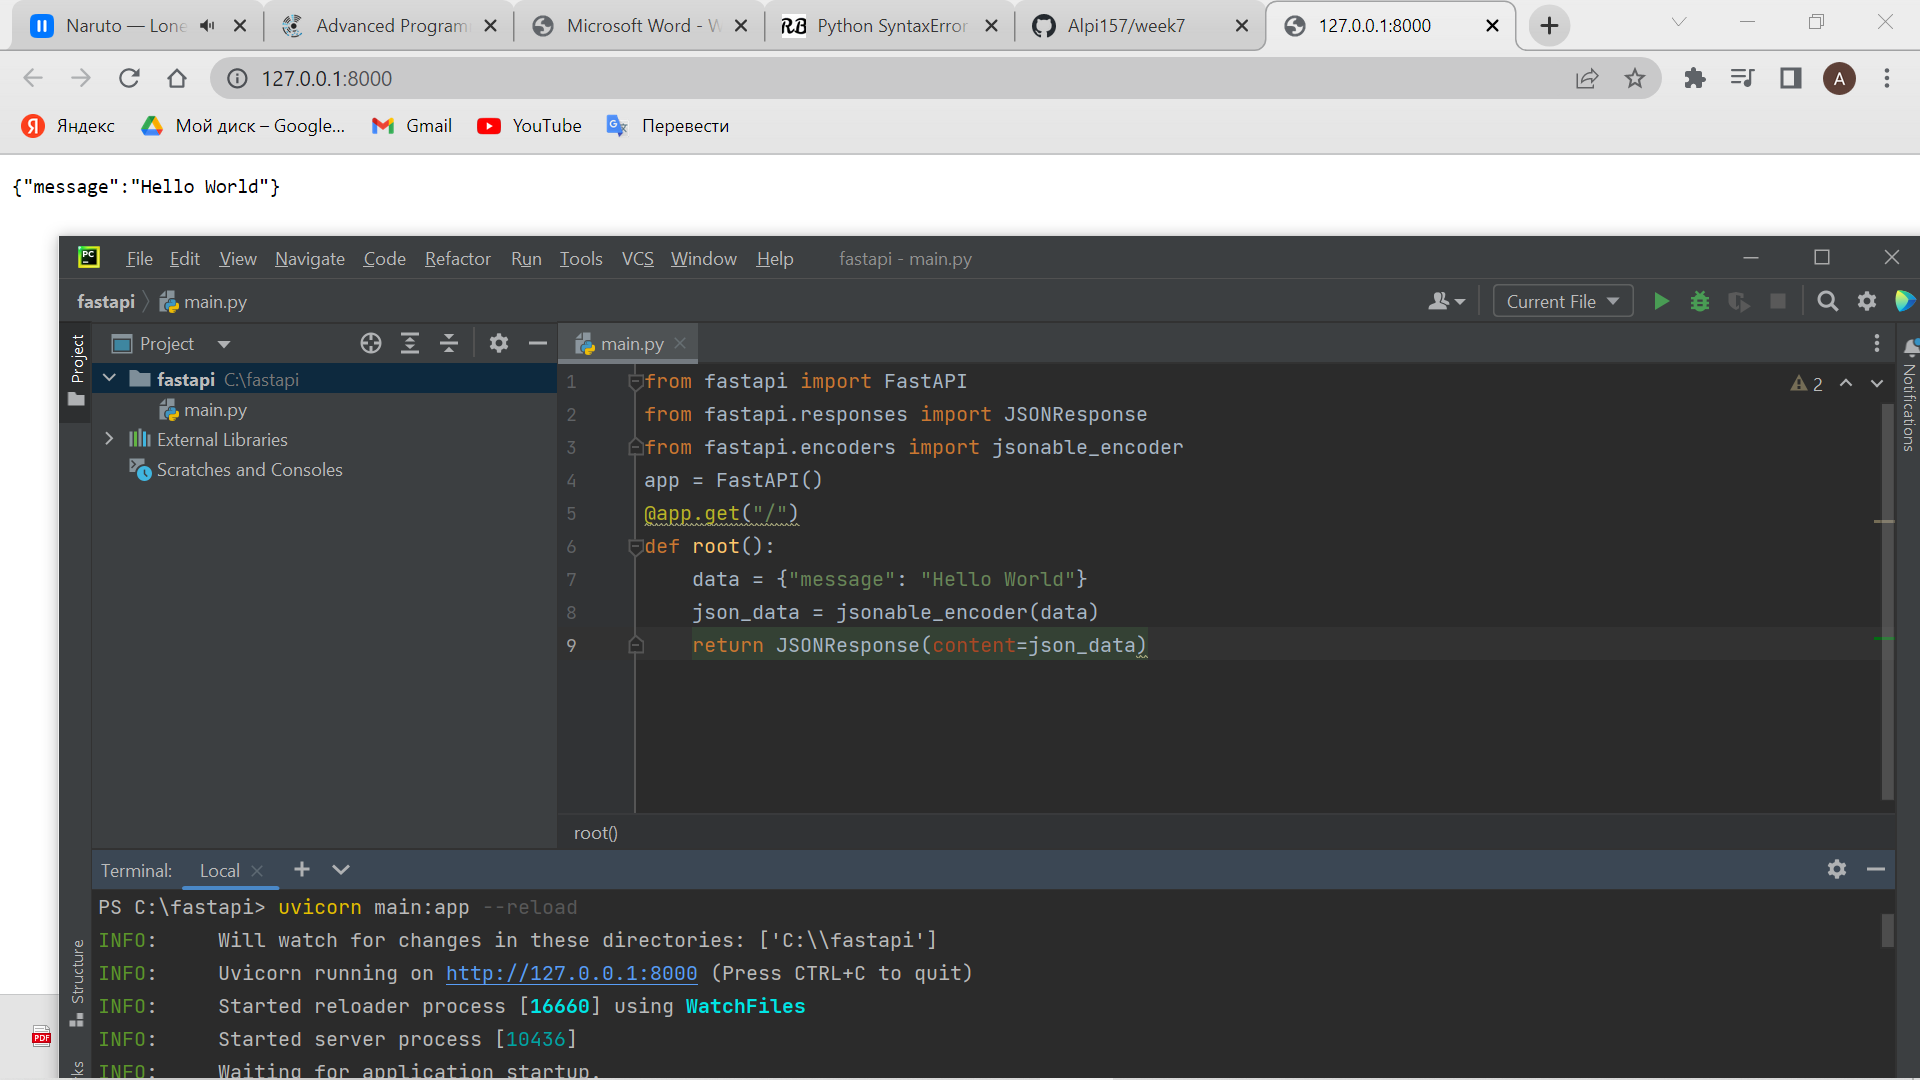 Naruto — Lone
Advanced Program
Microsoft Word - W
Python SyntaxError
Alpi157/week7
127.0.0.1:8000
127.0.0.1:8000
A
Яндекс
Мой диск – Google...
Gmail
YouTube
Перевести
{"message":"Hello World"}
PC
File Edit View Navigate Code Refactor Run Tools VCS Window Help
fastapi - main.py
fastapi main.py
Current File
Project
Project
main.py
fastapi C:\fastapi
main.py
External Libraries
Scratches and Consoles
1 from fastapi import FastAPI
2 from fastapi.responses import JSONResponse
3 from fastapi.encoders import jsonable_encoder
4 app = FastAPI()
5 @app.get("/")
6 def root():
7     data = {"message": "Hello World"}
8     json_data = jsonable_encoder(data)
9     return JSONResponse(content=json_data)
2
Notifications
root()
Terminal: Local
PS C:\fastapi> uvicorn main:app --reload
INFO:     Will watch for changes in these directories: ['C:\\fastapi']
INFO:     Uvicorn running on http://127.0.0.1:8000 (Press CTRL+C to quit)
INFO:     Started reloader process [16660] using WatchFiles
INFO:     Started server process [10436]
INFO:     Waiting for application startup.
Structure
PDF